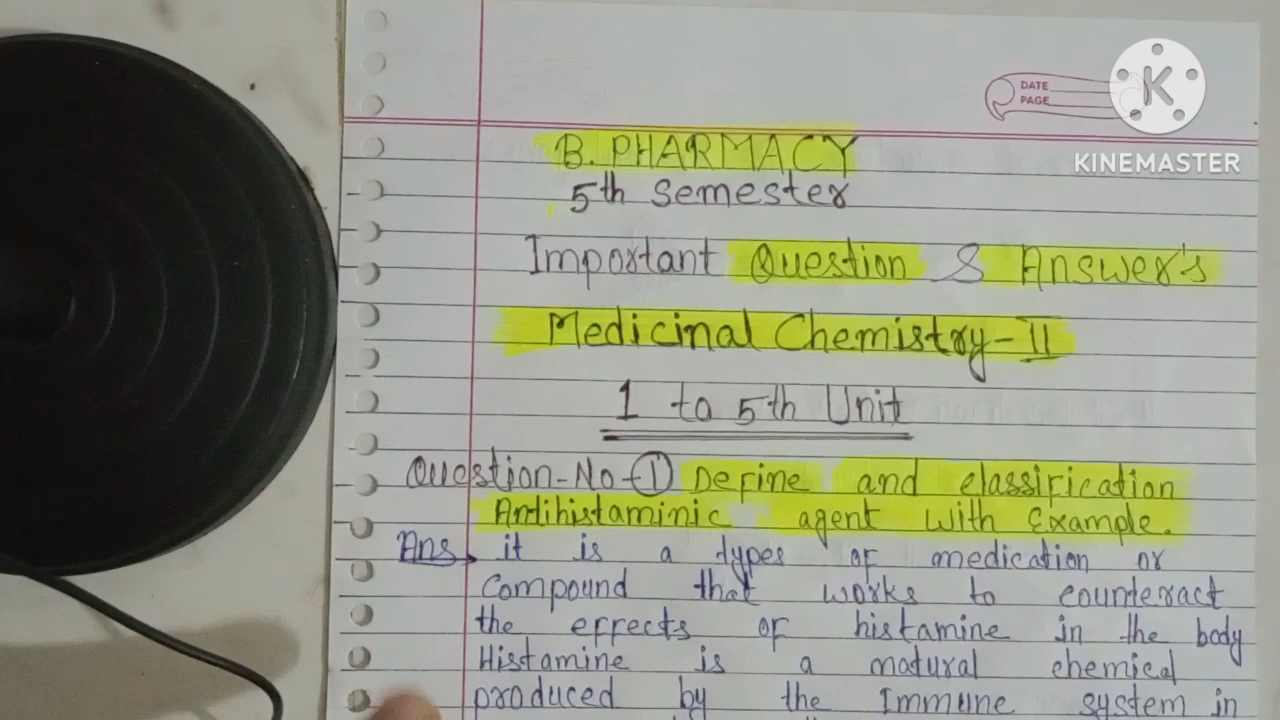 DATE
PAGE
K
KINEMASTER
B. PHARMACY
5th Semester
Important Question & Answer's
Medicinal Chemistry-II
1 to 5th Unit
Question-No-① Define and classification
Antihistaminic agent with Example.
Ans it is a types of medication or
Compound that works to counteract
the effects of histamine in the body
Histamine is a natural chemical
produced by the Immune system in